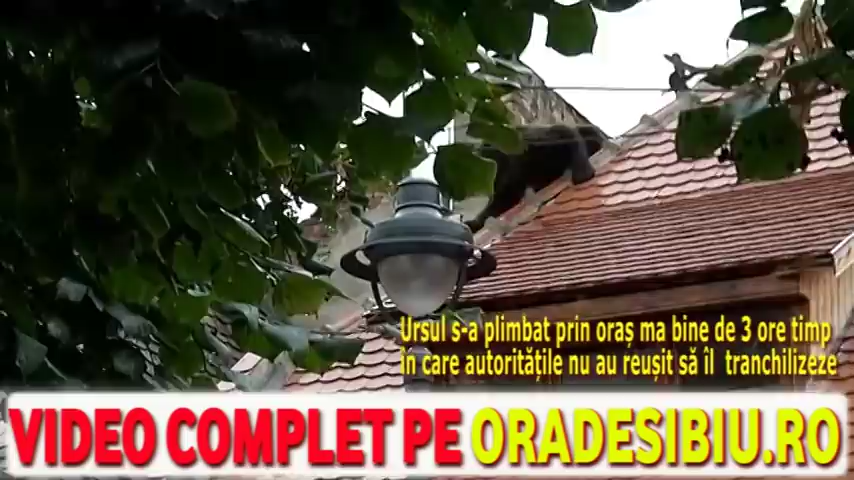 Ursul s-a plimbat prin oraș ma bine de 3 ore timp
în care autoritățile nu au reușit să îl tranchilizeze
VIDEO COMPLET PE ORADESIBIU.RO